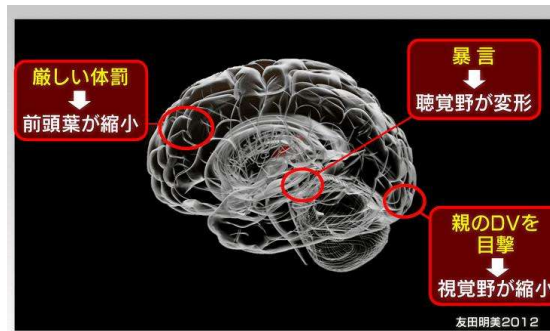 厳しい体罰
前頭葉が縮小
暴言
聴覚野が変形
親のDVを
目撃
視覚野が縮小
友田明美2012